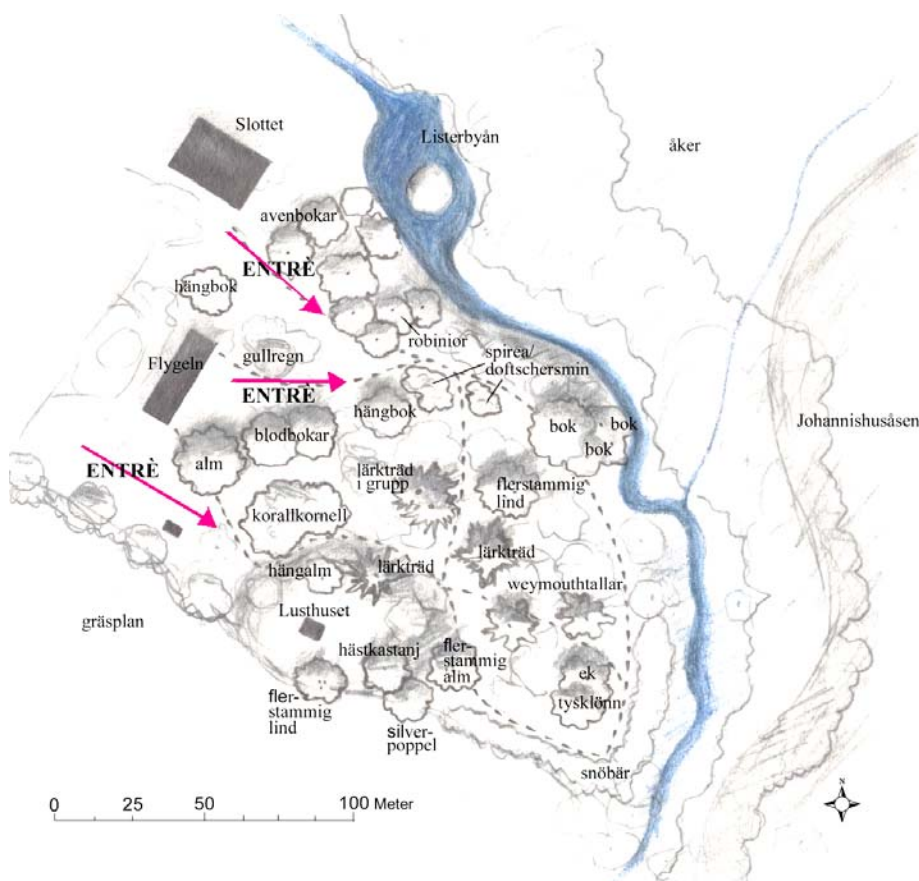 Slottet
Listerbyån
åker
avenbokar
ENTRÈ
hängbok
robinior
gullregn
spirea/
doftschersmin
Flygeln
ENTRÈ
hängbok
bok
bok
bok
Johannishusåsen
blodbokar
alm
ENTRÈ
lärkträd
i grupp
flerstammig
lind
korallkornell
lärkträd
hängalm
lärkträd
weymouthtallar
gräsplan
Lusthuset
hästkastanj
fler-
stammig
alm
ek
tysklönn
fler-
stammig
lind
silver-
poppel
snöbär
0 25 50 100 Meter
N